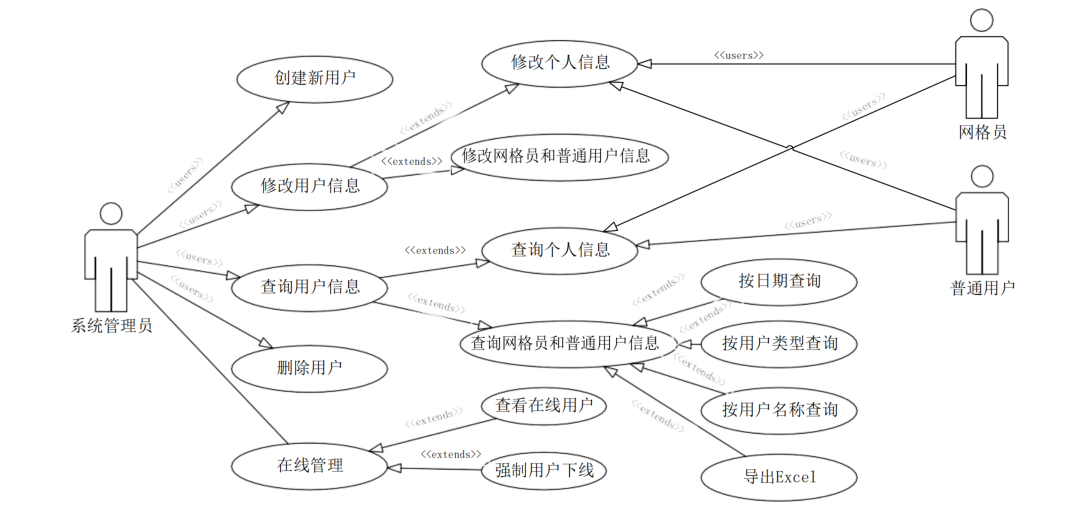 <<users>>
网格员
修改个人信息
创建新用户
<<extends>>
<<users>>
<<users>>
修改网格员和普通用户信息
<<extends>>
<<users>>
修改用户信息
<<users>>
<<users>>
查询个人信息
<<extends>>
<<users>>
普通用户
系统管理员
<<users>>
查询用户信息
<<extends>>
<<users>>
按日期查询
<<extends>>
查询网格员和普通用户信息
<<extends>>
按用户类型查询
删除用户
<<extends>>
按用户名称查询
<<extends>>
查看在线用户
<<extends>>
在线管理
<<extends>>
强制用户下线
导出Excel